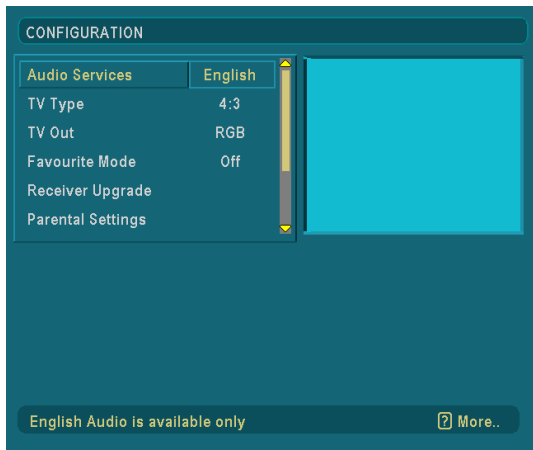 CONFIGURATION
Audio Services English
TV Type 4:3
TV Out RGB
Favourite Mode Off
Receiver Upgrade
Parental Settings
English Audio is available only ? More..